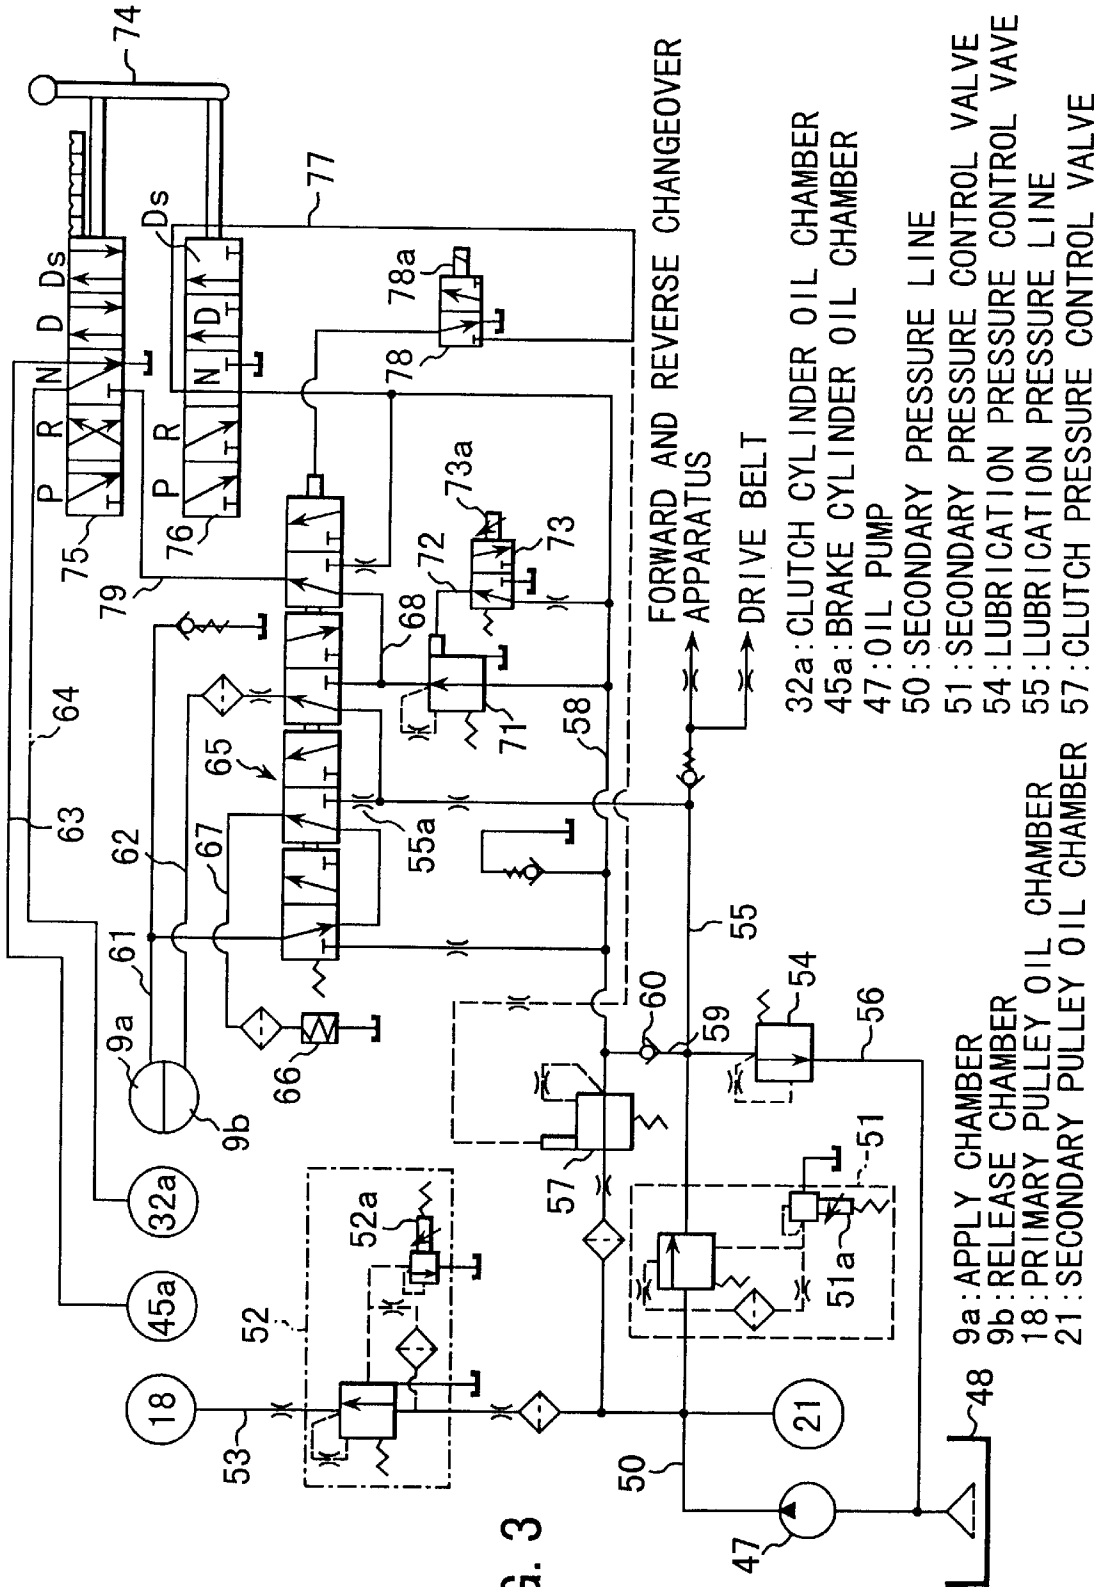 G. 3
18
53
52
52a
45a
32a
9a
9b
61
62
63
64
66
67
65
55a
68
71
72
73
73a
79
75
76
P R N D Ds
P R N D
Ds
74
77
78
78a
58
57
60
59
55
54
56
51
51a
50
21
47
48
FORWARD AND REVERSE CHANGEOVER
APPARATUS
DRIVE BELT
9a:APPLY CHAMBER
9b:RELEASE CHAMBER
18:PRIMARY PULLEY OIL CHAMBER
21:SECONDARY PULLEY OIL CHAMBER
32a:CLUTCH CYLINDER OIL CHAMBER
45a:BRAKE CYLINDER OIL CHAMBER
47:OIL PUMP
50:SECONDARY PRESSURE LINE
51:SECONDARY PRESSURE CONTROL VALVE
54:LUBRICATION PRESSURE CONTROL VAVE
55:LUBRICATION PRESSURE LINE
57:CLUTCH PRESSURE CONTROL VALVE